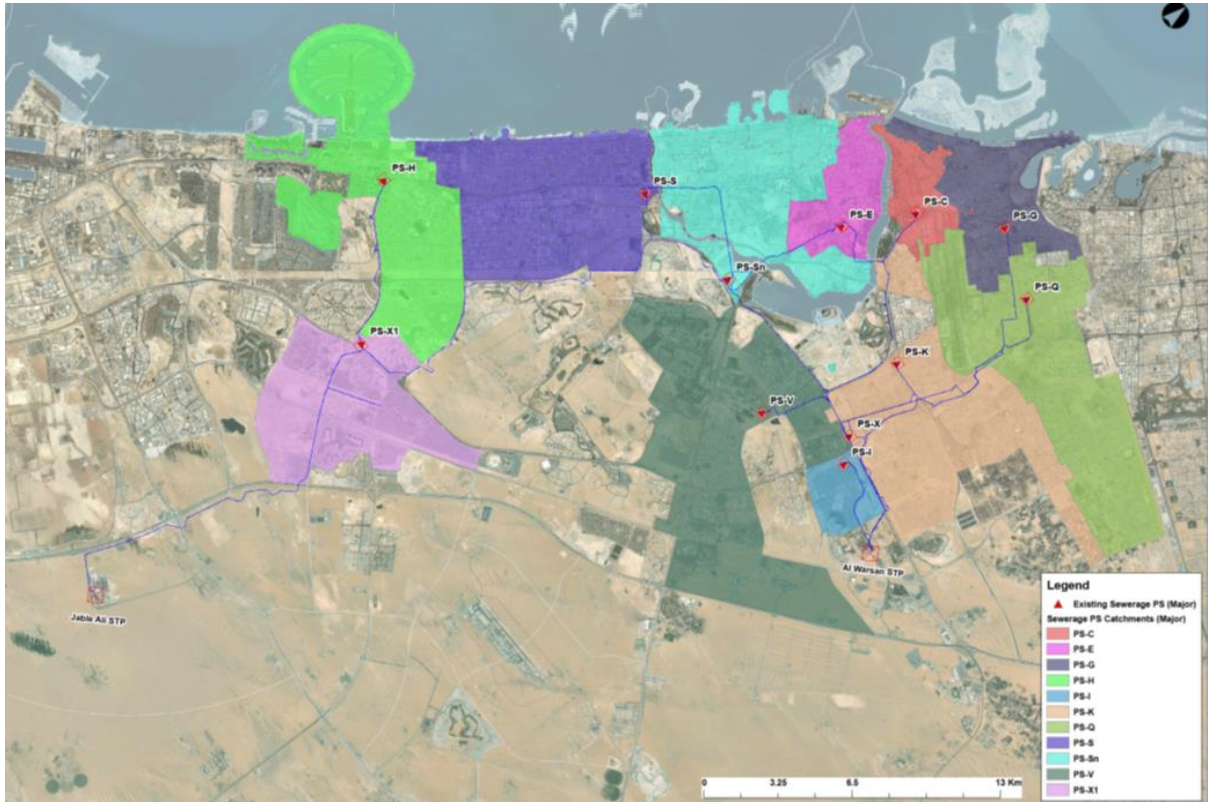 PS-H
PS-S
PS-E
PS-C
PS-G
PS-Sn
PS-Q
PS-X1
PS-K
PS-V
PS-X
PS-I
Al Warsan STP
Jable Ali STP
Legend
Existing Sewerage PS (Major)
Sewerage PS Catchments (Major)
PS-C
PS-E
PS-G
PS-H
PS-I
PS-K
PS-Q
PS-S
PS-Sn
PS-V
PS-X1
0 3.25 6.5 13 Km